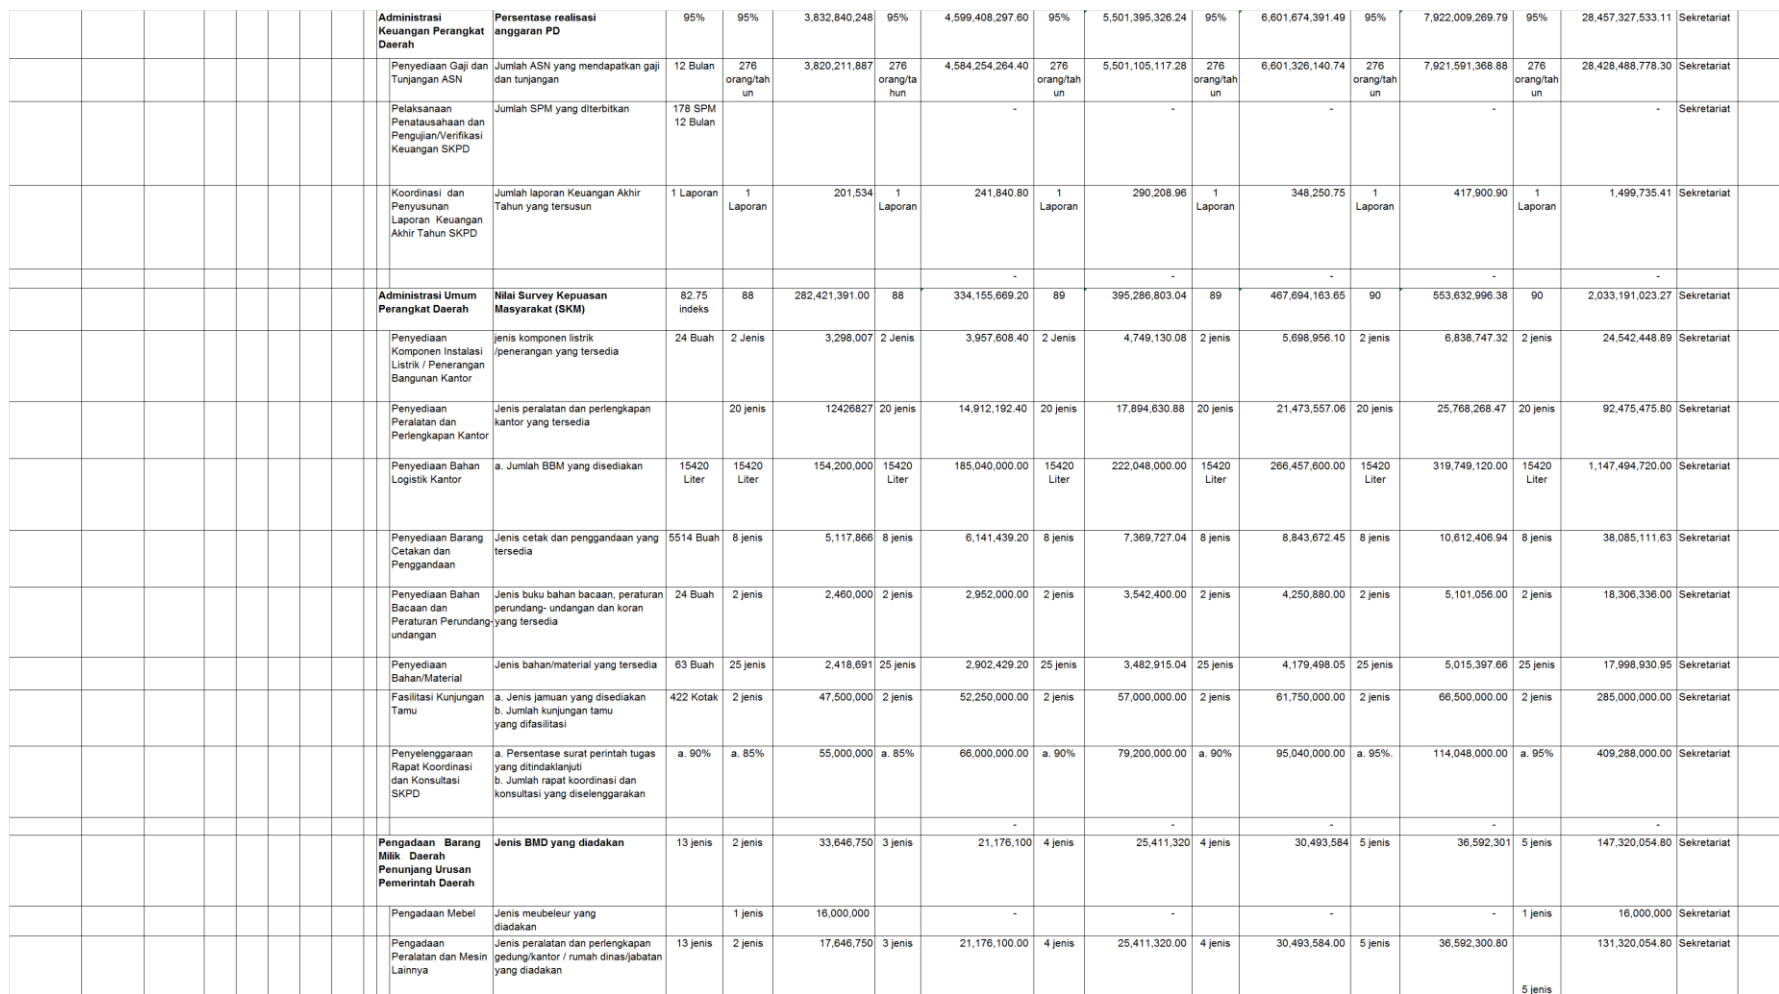 Administrasi Keuangan Perangkat Daerah Persentase realisasi anggaran PD 95% 95% 3,832,840,248 95% 4,599,408,297.60 95% 5,501,395,326.24 95% 6,601,674,391.49 95% 7,922,009,269.79 95% 28,457,327,533.11 Sekretariat
Penyediaan Gaji dan Tunjangan ASN Jumlah ASN yang mendapatkan gaji dan tunjangan 12 Bulan 276 orang/tah un 3,820,211,887 276 orang/ta hun 4,584,254,264.40 276 orang/tah un 5,501,105,117.28 276 orang/tah un 6,601,326,140.74 276 orang/tah un 7,921,591,368.88 276 orang/tah un 28,428,488,778.30 Sekretariat
Pelaksanaan Penatausahaan dan Pengujian/Verifikasi Keuangan SKPD Jumlah SPM yang dIterbitkan 178 SPM 12 Bulan - - - - - Sekretariat
Koordinasi dan Penyusunan Laporan Keuangan Akhir Tahun SKPD Jumlah laporan Keuangan Akhir Tahun yang tersusun 1 Laporan 1 Laporan 201,534 1 Laporan 241,840.80 1 Laporan 290,208.96 1 Laporan 348,250.75 1 Laporan 417,900.90 1 Laporan 1,499,735.41 Sekretariat
- - - - -
Administrasi Umum Perangkat Daerah Nilai Survey Kepuasan Masyarakat (SKM) 82.75 indeks 88 282,421,391.00 88 334,155,669.20 89 395,286,803.04 89 467,694,163.65 90 553,632,996.38 90 2,033,191,023.27 Sekretariat
Penyediaan Komponen Instalasi Listrik / Penerangan Bangunan Kantor jenis komponen listrik /penerangan yang tersedia 24 Buah 2 Jenis 3,298,007 2 Jenis 3,957,608.40 2 Jenis 4,749,130.08 2 jenis 5,698,956.10 2 jenis 6,838,747.32 2 jenis 24,542,448.89 Sekretariat
Penyediaan Peralatan dan Perlengkapan Kantor Jenis peralatan dan perlengkapan kantor yang tersedia 20 jenis 12426827 20 jenis 14,912,192.40 20 jenis 17,894,630.88 20 jenis 21,473,557.06 20 jenis 25,768,268.47 20 jenis 92,475,475.80 Sekretariat
Penyediaan Bahan Logistik Kantor a. Jumlah BBM yang disediakan 15420 Liter 15420 Liter 154,200,000 15420 Liter 185,040,000.00 15420 Liter 222,048,000.00 15420 Liter 266,457,600.00 15420 Liter 319,749,120.00 15420 Liter 1,147,494,720.00 Sekretariat
Penyediaan Barang Cetakan dan Penggandaan Jenis cetak dan penggandaan yang tersedia 5514 Buah 8 jenis 5,117,866 8 jenis 6,141,439.20 8 jenis 7,369,727.04 8 jenis 8,843,672.45 8 jenis 10,612,406.94 8 jenis 38,085,111.63 Sekretariat
Penyediaan Bahan Bacaan dan Peraturan Perundang-undangan Jenis buku bahan bacaan, peraturan perundang- undangan dan koran yang tersedia 24 Buah 2 jenis 2,460,000 2 jenis 2,952,000.00 2 jenis 3,542,400.00 2 jenis 4,250,880.00 2 jenis 5,101,056.00 2 jenis 18,306,336.00 Sekretariat
Penyediaan Bahan/Material Jenis bahan/material yang tersedia 63 Buah 25 jenis 2,418,691 25 jenis 2,902,429.20 25 jenis 3,482,915.04 25 jenis 4,179,498.05 25 jenis 5,015,397.66 25 jenis 17,998,930.95 Sekretariat
Fasilitasi Kunjungan Tamu a. Jenis jamuan yang disediakan b. Jumlah kunjungan tamu yang difasilitasi 422 Kotak 2 jenis 47,500,000 2 jenis 52,250,000.00 2 jenis 57,000,000.00 2 jenis 61,750,000.00 2 jenis 66,500,000.00 2 jenis 285,000,000.00 Sekretariat
Penyelenggaraan Rapat Koordinasi dan Konsultasi SKPD a. Persentase surat perintah tugas yang ditindaklanjuti b. Jumlah rapat koordinasi dan konsultasi yang diselenggarakan a. 90% a. 85% 55,000,000 a. 85% 66,000,000.00 a. 90% 79,200,000.00 a. 90% 95,040,000.00 a. 95%. 114,048,000.00 a. 95% 409,288,000.00 Sekretariat
- - - - -
Pengadaan Barang Milik Daerah Penunjang Urusan Pemerintah Daerah Jenis BMD yang diadakan 13 jenis 2 jenis 33,646,750 3 jenis 21,176,100 4 jenis 25,411,320 4 jenis 30,493,584 5 jenis 36,592,301 5 jenis 147,320,054.80 Sekretariat
Pengadaan Mebel Jenis meubeleur yang diadakan 1 jenis 16,000,000 - - - - 1 jenis 16,000,000 Sekretariat
Pengadaan Peralatan dan Mesin Lainnya Jenis peralatan dan perlengkapan gedung/kantor / rumah dinas/jabatan yang diadakan 13 jenis 2 jenis 17,646,750 3 jenis 21,176,100.00 4 jenis 25,411,320.00 4 jenis 30,493,584.00 5 jenis 36,592,300.80 5 jenis 131,320,054.80 Sekretariat